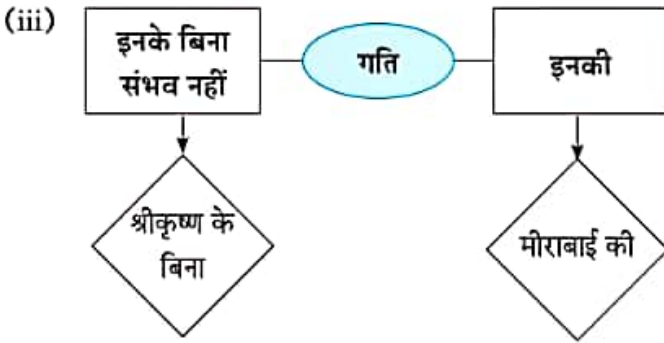 (iii)
इनके बिना
संभव नहीं
गति
इनकी
श्रीकृष्ण के
बिना
मीराबाई की